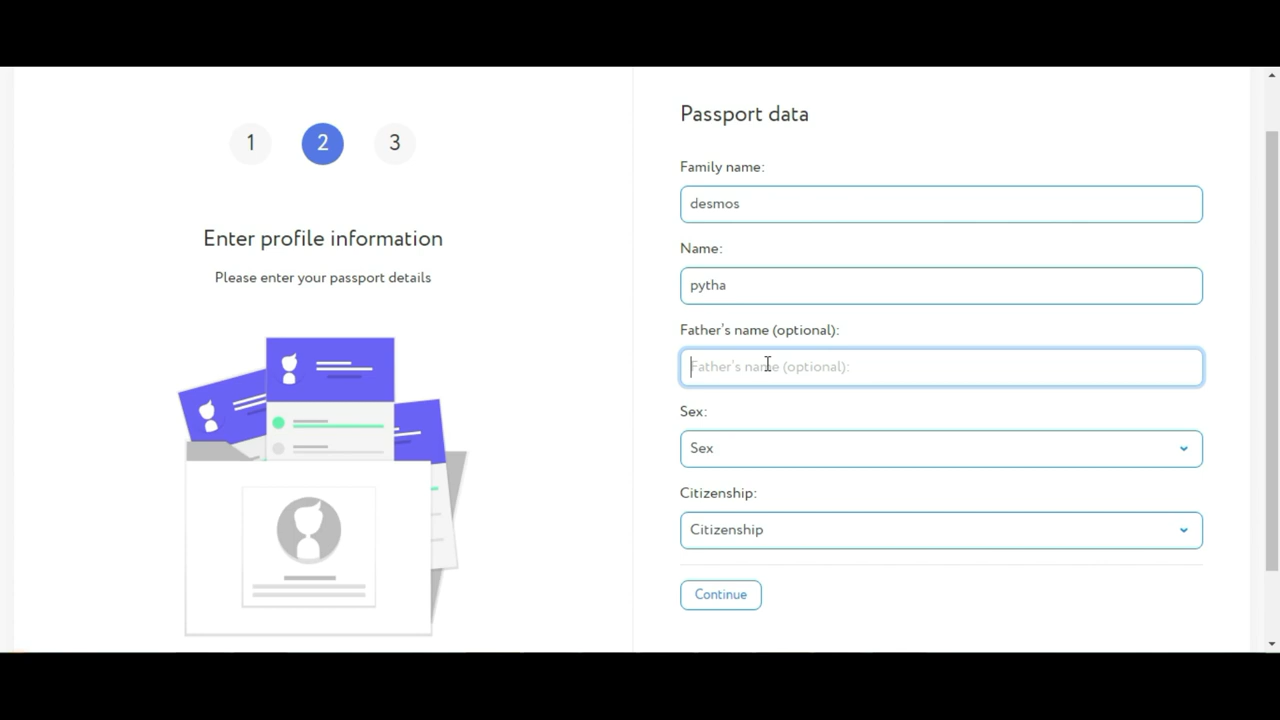 1 2 3
Enter profile information
Please enter your passport details
Passport data
Family name:
desmos
Name:
pytha
Father's name (optional):
Father's name (optional):
Sex:
Sex
Citizenship:
Citizenship
Continue